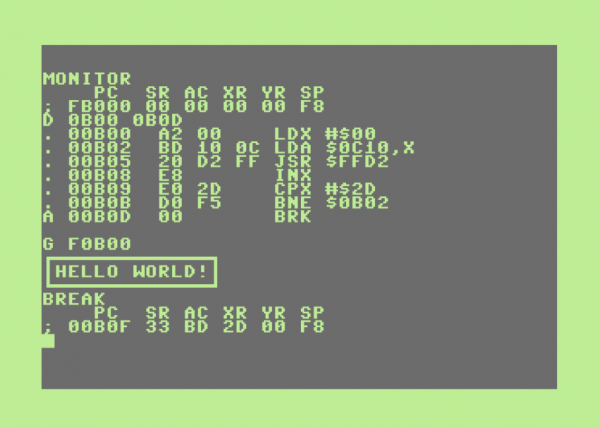 MONITOR
PC SR AC XR YR SP
; FB000 00 00 00 00 F8
D 0B00 0B0D
. 00B00 A2 00 LDX #$00
. 00B02 BD 10 0C LDA $0C10,X
. 00B05 20 D2 FF JSR $FFD2
. 00B08 E8 INX
. 00B09 E0 2D CPX #$2D
. 00B0B D0 F5 BNE $0B02
A 00B0D 00 BRK
G F0B00
HELLO WORLD!
BREAK
PC SR AC XR YR SP
; 00B0F 33 BD 2D 00 F8